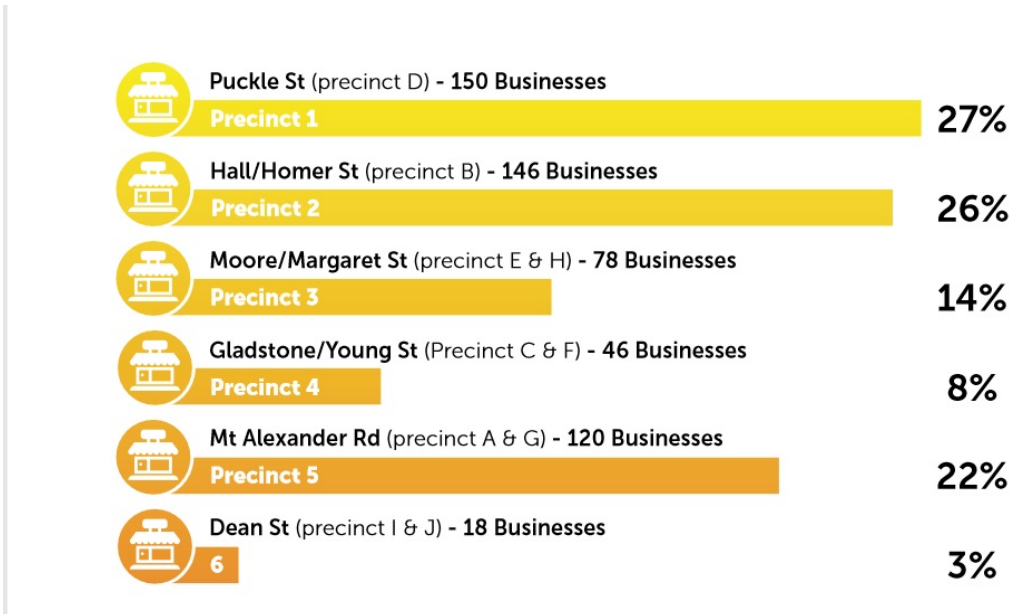 Puckle St (precinct D) - 150 Businesses
Precinct 1
27%
Hall/Homer St (precinct B) - 146 Businesses
Precinct 2
26%
Moore/Margaret St (precinct E & H) - 78 Businesses
Precinct 3
14%
Gladstone/Young St (Precinct C & F) - 46 Businesses
Precinct 4
8%
Mt Alexander Rd (precinct A & G) - 120 Businesses
Precinct 5
22%
Dean St (precinct I & J) - 18 Businesses
6
3%